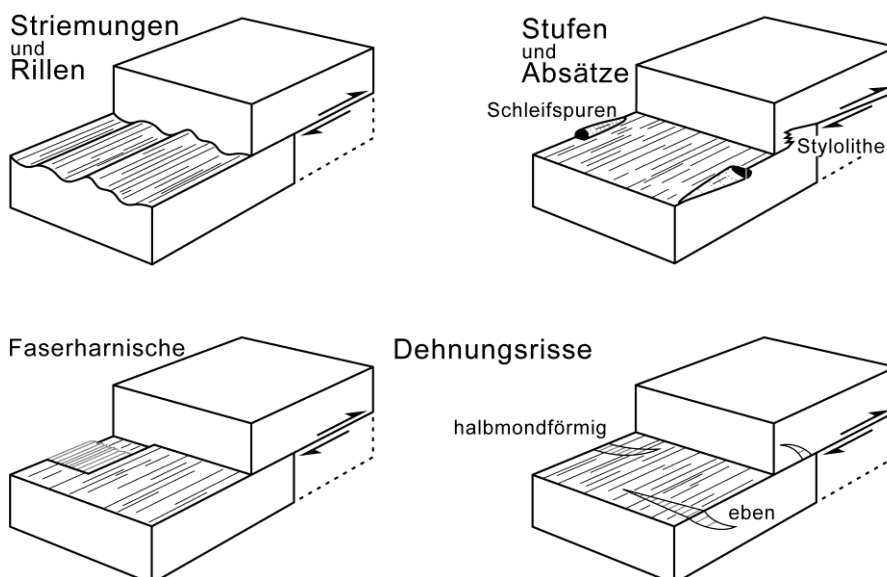 Striemungen
und
Rillen
Stufen
und
Absätze
Schleifspuren
Stylolithe
Faserharnische
Dehnungsrisse
halbmondförmig
eben